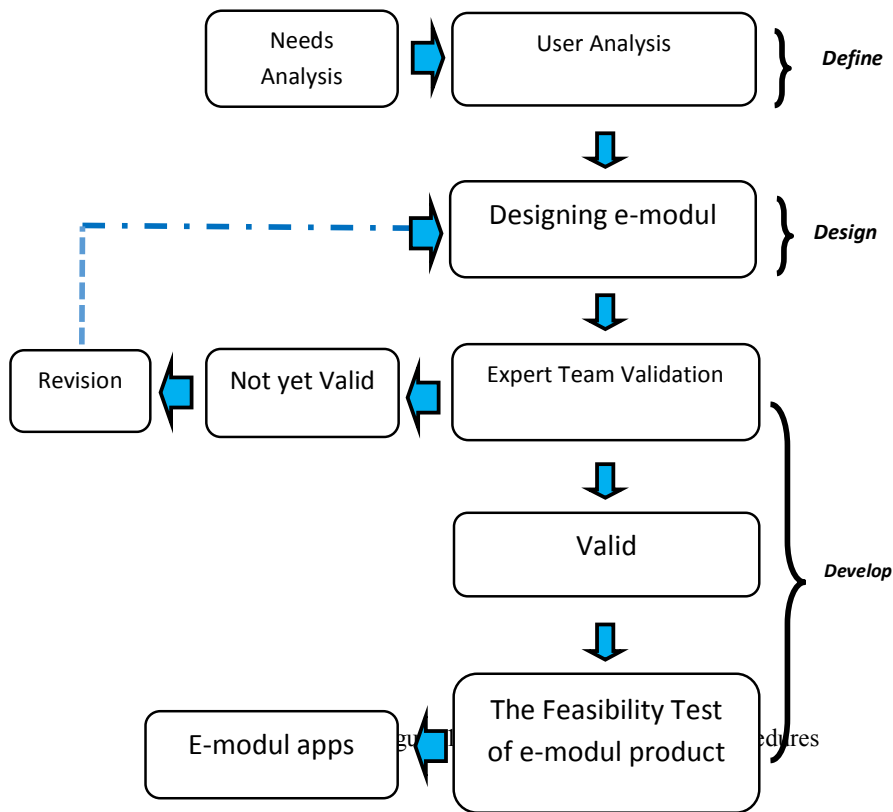 Needs
Analysis
User Analysis
Define
Designing e-modul
Design
Revision
Not yet Valid
Expert Team Validation
Valid
Develop
The Feasibility Test
of e-modul product
E-modul apps